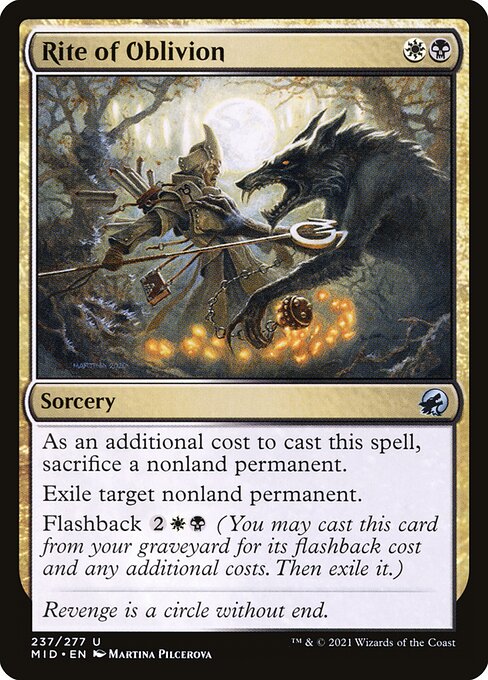 Rite of Oblivion
MARTINA 2020
Sorcery
As an additional cost to cast this spell,
sacrifice a nonland permanent.
Exile target nonland permanent.
Flashback 2 (You may cast this card
from your graveyard for its flashback cost
and any additional costs. Then exile it.)
Revenge is a circle without end.
237/277 U
MID • EN MARTINA PILCEROVA
™ & © 2021 Wizards of the Coast